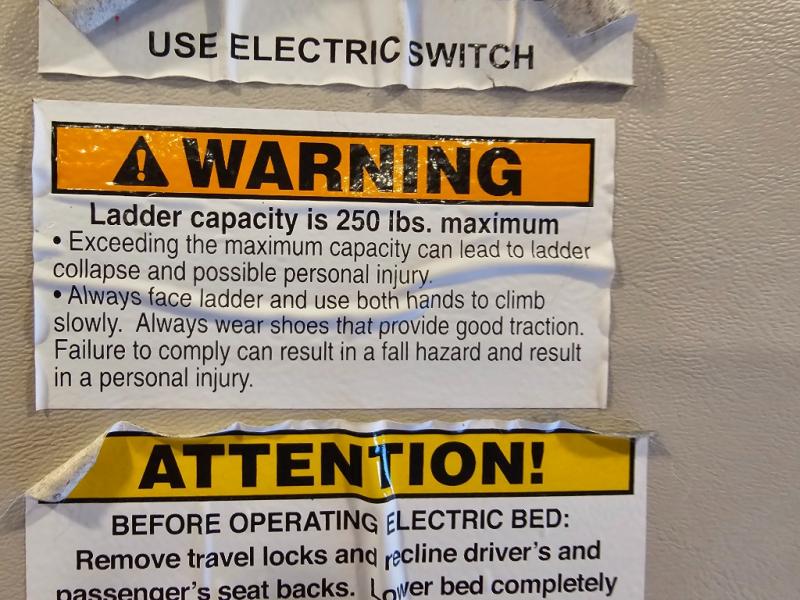 USE ELECTRIC SWITCH
WARNING
Ladder capacity is 250 lbs. maximum
• Exceeding the maximum capacity can lead to ladder
collapse and possible personal injury.
• Always face ladder and use both hands to climb
slowly. Always wear shoes that provide good traction.
Failure to comply can result in a fall hazard and result
in a personal injury.
ATTENTION!
BEFORE OPERATING ELECTRIC BED:
Remove travel locks and recline driver's and
passenger's seat backs. Lower bed completely